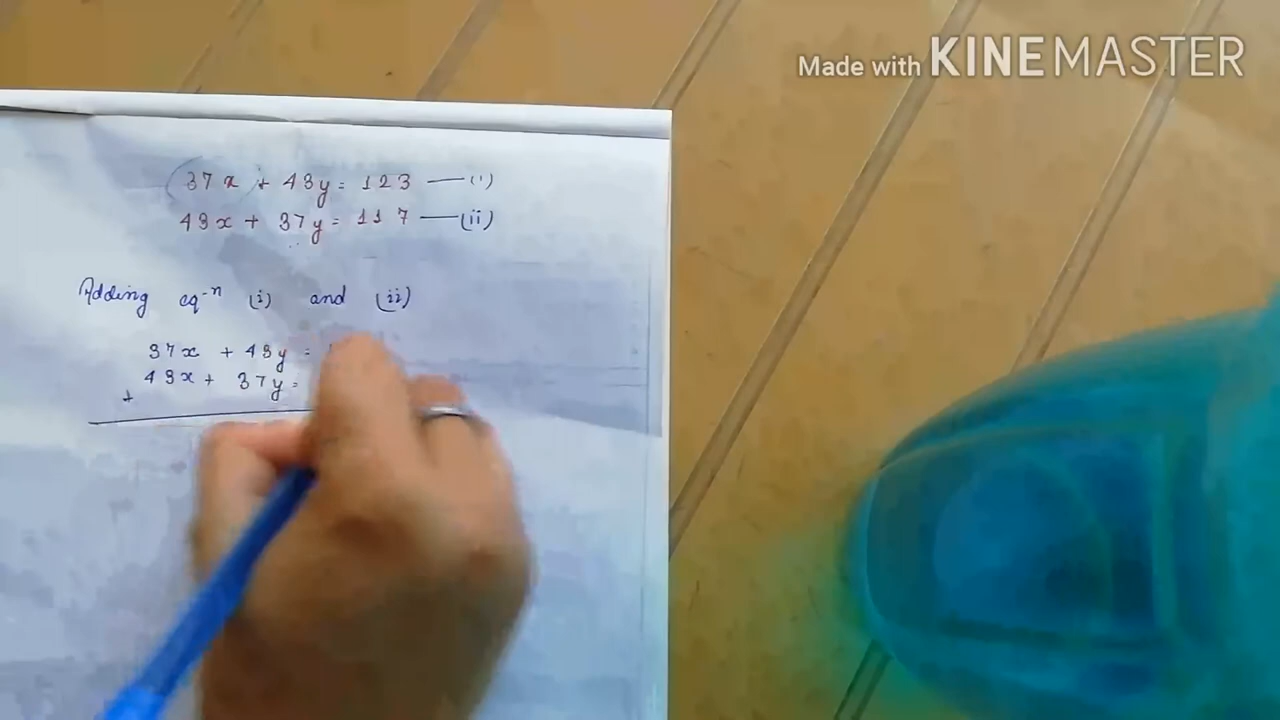 Made with KINEMASTER
37x + 43y = 123 —(i)
43x + 37y = 117 —(ii)
Adding eq-n (i) and (ii)
37x + 43y =
+ 43x + 37y =